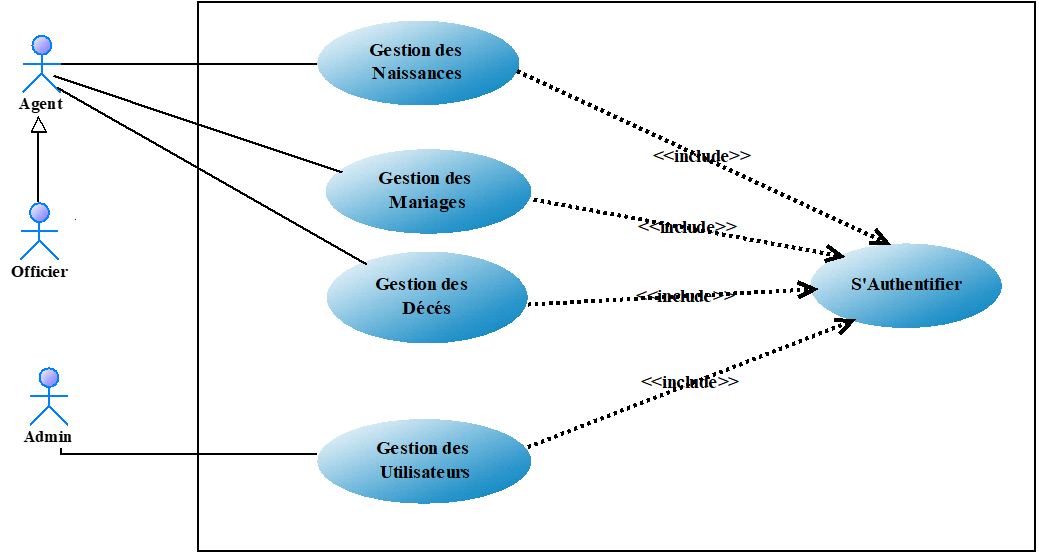 Gestion des
Naissances
Agent
<<include>>
Gestion des
Mariages
<<include>>
Officier
Gestion des
Décés
<<include>>
S'Authentifier
Admin
<<include>>
Gestion des
Utilisateurs